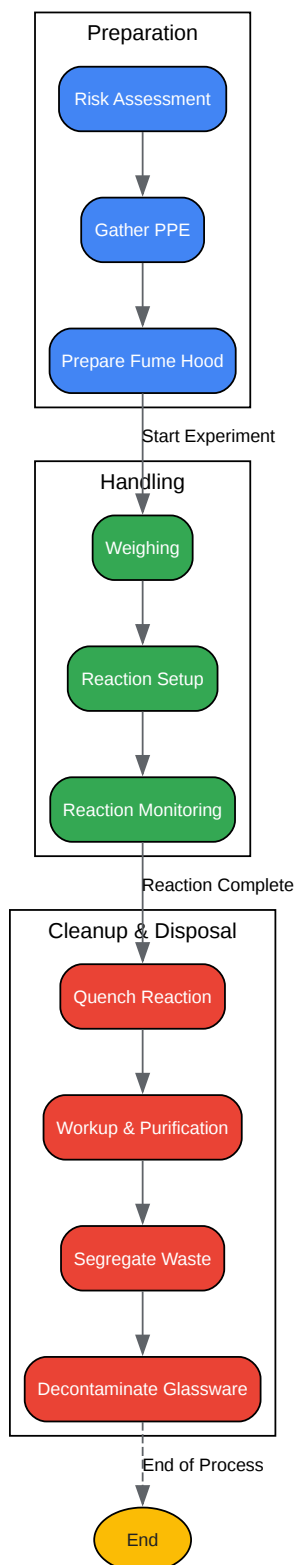 Preparation
Risk Assessment
Gather PPE
Prepare Fume Hood
Start Experiment
Handling
Weighing
Reaction Setup
Reaction Monitoring
Reaction Complete
Cleanup & Disposal
Quench Reaction
Workup & Purification
Segregate Waste
Decontaminate Glassware
End of Process
End